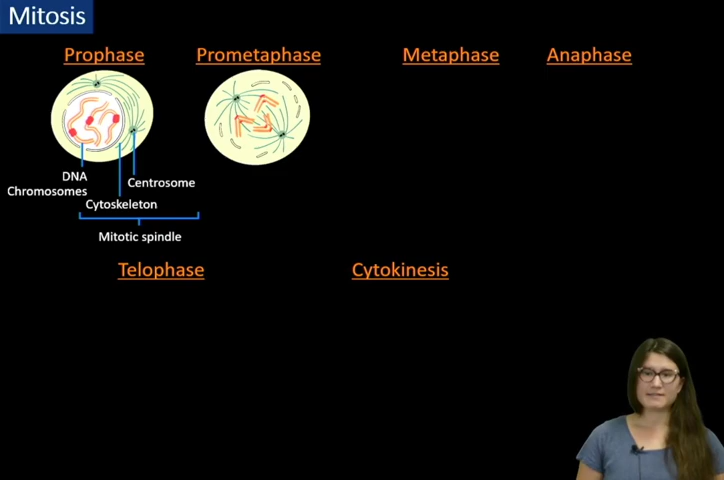 Mitosis
Prophase
Prometaphase
Metaphase
Anaphase
DNA
Chromosomes
Centrosome
Cytoskeleton
Mitotic spindle
Telophase
Cytokinesis